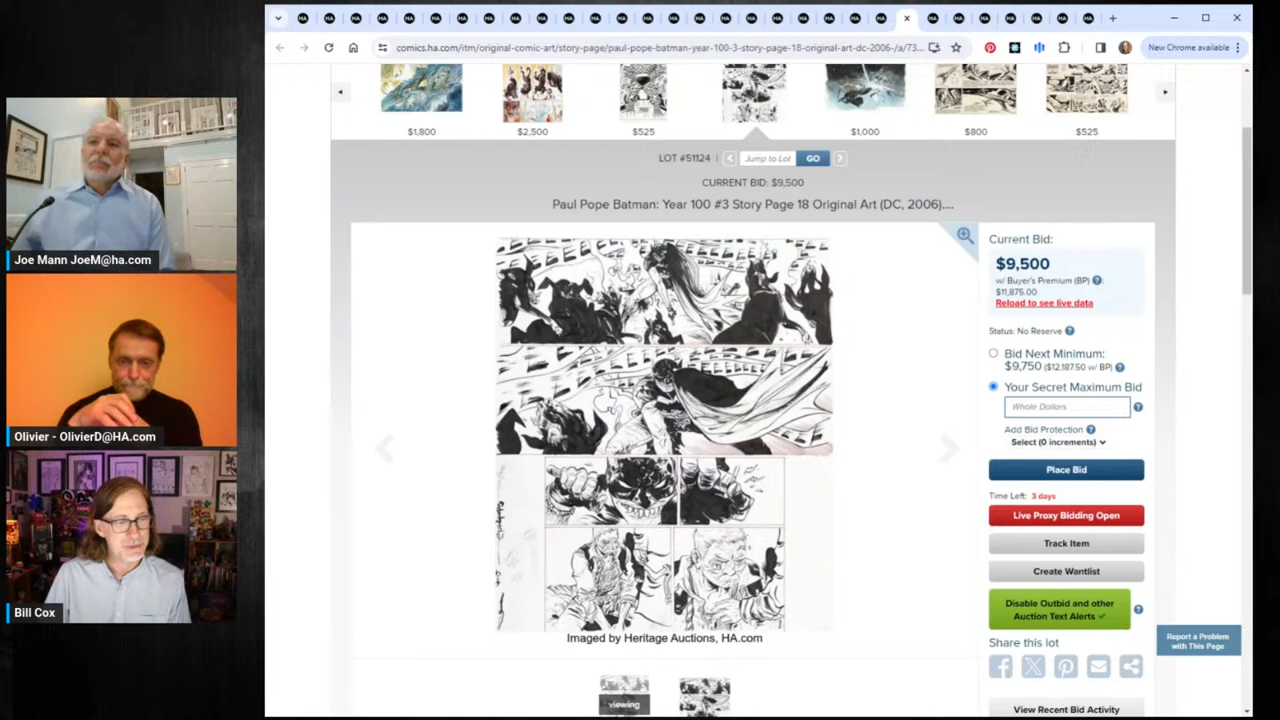 comics.ha.com/itm/original-comic-art/story-page/paul-pope-batman-year-100-3-story-page-18-original-art-dc-2006-/a/73...
New Chrome available
$1,800
$2,500
$525
$1,000
$800
$525
LOT #51124 | Jump to Lot GO
CURRENT BID: $9,500
Paul Pope Batman: Year 100 #3 Story Page 18 Original Art (DC, 2006)....
Current Bid:
$9,500
w/ Buyer's Premium (BP) ?:
$11,875.00
Reload to see live data
Status: No Reserve ?
Bid Next Minimum:
$9,750 ($12,187.50 w/ BP) ?
Your Secret Maximum Bid
Whole Dollars ?
Add Bid Protection ?
Select (0 increments)
Place Bid
Time Left: 3 days
Live Proxy Bidding Open
Track Item
Create Wantlist
Disable Outbid and other
Auction Text Alerts ✓ ?
Share this lot
View Recent Bid Activity
Report a Problem
with This Page
Imaged by Heritage Auctions, HA.com
viewing
Joe Mann JoeM@ha.com
Olivier - OlivierD@HA.com
Bill Cox